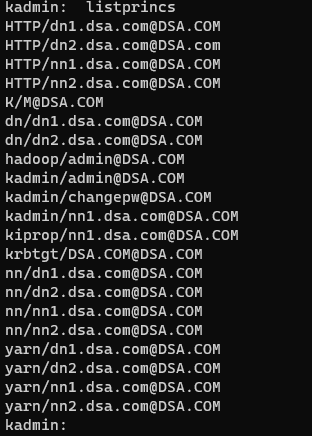 kadmin:  listprincs
HTTP/dn1.dsa.com@DSA.COM
HTTP/dn2.dsa.com@DSA.com
HTTP/nn1.dsa.com@DSA.COM
HTTP/nn2.dsa.com@DSA.COM
K/M@DSA.COM
dn/dn1.dsa.com@DSA.COM
dn/dn2.dsa.com@DSA.COM
hadoop/admin@DSA.COM
kadmin/admin@DSA.COM
kadmin/changepw@DSA.COM
kadmin/nn1.dsa.com@DSA.COM
kiprop/nn1.dsa.com@DSA.COM
krbtgt/DSA.COM@DSA.COM
nn/dn1.dsa.com@DSA.COM
nn/dn2.dsa.com@DSA.COM
nn/nn1.dsa.com@DSA.COM
nn/nn2.dsa.com@DSA.COM
yarn/dn1.dsa.com@DSA.COM
yarn/dn2.dsa.com@DSA.COM
yarn/nn1.dsa.com@DSA.COM
yarn/nn2.dsa.com@DSA.COM
kadmin: